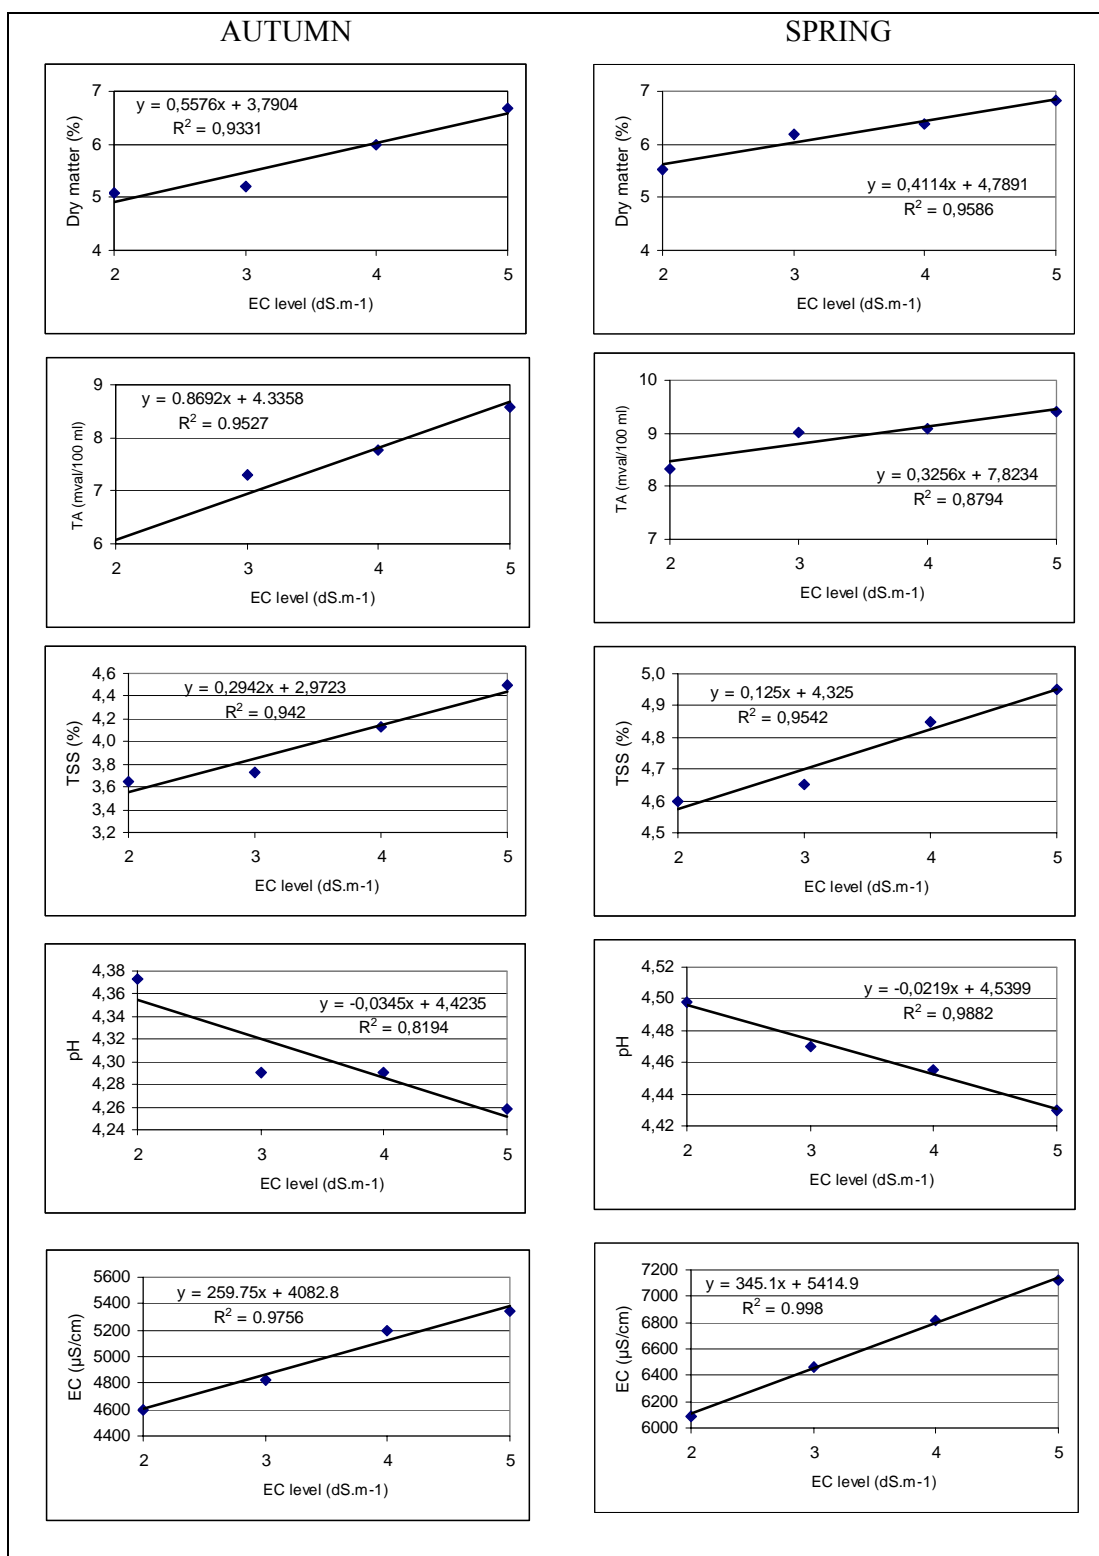 AUTUMN
SPRING
7
6
5
4
Dry matter (%)
y = 0,5576x + 3,7904
R² = 0,9331
2 3 4 5
EC level (dS.m-1)
7
6
5
4
Dry matter (%)
y = 0,4114x + 4,7891
R² = 0,9586
2 3 4 5
EC level (dS.m-1)
9
8
7
6
TA (mval/100 ml)
y = 0.8692x + 4.3358
R² = 0.9527
2 3 4 5
EC level (dS.m-1)
10
9
8
7
TA (mval/100 ml)
y = 0,3256x + 7,8234
R² = 0,8794
2 3 4 5
EC level (dS.m-1)
4,6
4,4
4,2
4,0
3,8
3,6
3,4
3,2
TSS (%)
y = 0,2942x + 2,9723
R² = 0,942
2 3 4 5
EC level (dS.m-1)
5,0
4,9
4,8
4,7
4,6
4,5
TSS (%)
y = 0,125x + 4,325
R² = 0,9542
2 3 4 5
EC level (dS.m-1)
4,38
4,36
4,34
4,32
4,30
4,28
4,26
4,24
pH
y = -0,0345x + 4,4235
R² = 0,8194
2 3 4 5
EC level (dS.m-1)
4,52
4,50
4,48
4,46
4,44
4,42
pH
y = -0,0219x + 4,5399
R² = 0,9882
2 3 4 5
EC level (dS.m-1)
5600
5400
5200
5000
4800
4600
4400
EC (µS/cm)
y = 259.75x + 4082.8
R² = 0.9756
2 3 4 5
EC level (dS.m-1)
7200
7000
6800
6600
6400
6200
6000
EC (µS/cm)
y = 345.1x + 5414.9
R² = 0.998
2 3 4 5
EC level (dS.m-1)